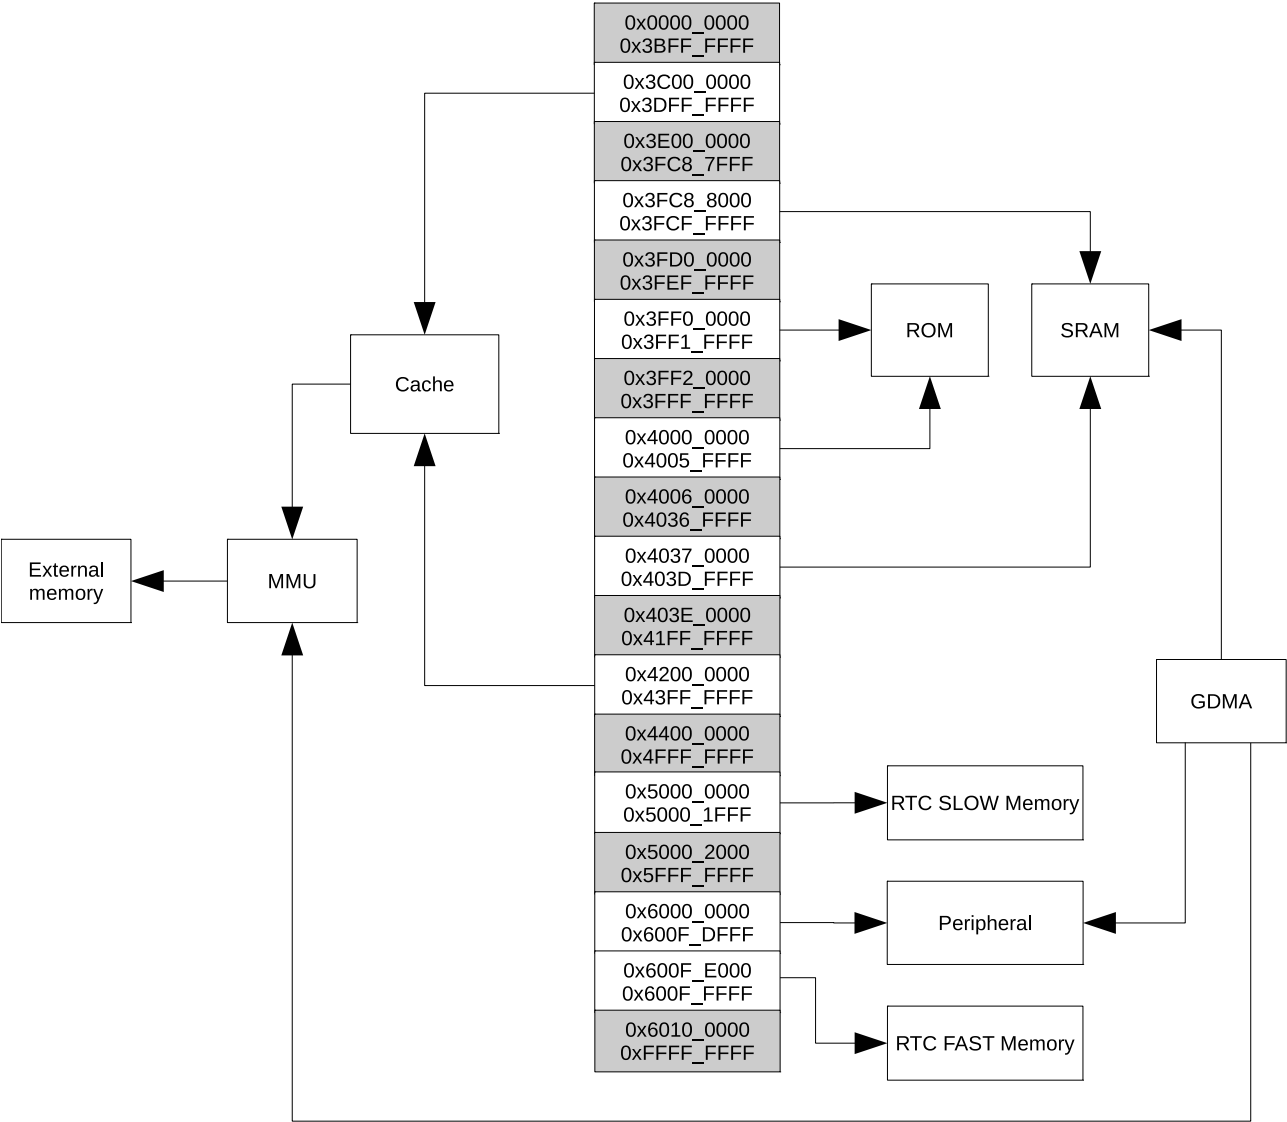 0x0000_0000
0x3BFF_FFFF
0x3C00_0000
0x3DFF_FFFF
0x3E00_0000
0x3FC8_7FFF
0x3FC8_8000
0x3FCF_FFFF
0x3FD0_0000
0x3FEF_FFFF
0x3FF0_0000
0x3FF1_FFFF
ROM
SRAM
0x3FF2_0000
0x3FFF_FFFF
Cache
0x4000_0000
0x4005_FFFF
0x4006_0000
0x4036_FFFF
0x4037_0000
0x403D_FFFF
External
memory
MMU
0x403E_0000
0x41FF_FFFF
0x4200_0000
0x43FF_FFFF
GDMA
0x4400_0000
0x4FFF_FFFF
0x5000_0000
0x5000_1FFF
RTC SLOW Memory
0x5000_2000
0x5FFF_FFFF
0x6000_0000
0x600F_DFFF
Peripheral
0x600F_E000
0x600F_FFFF
0x6010_0000
0xFFFF_FFFF
RTC FAST Memory